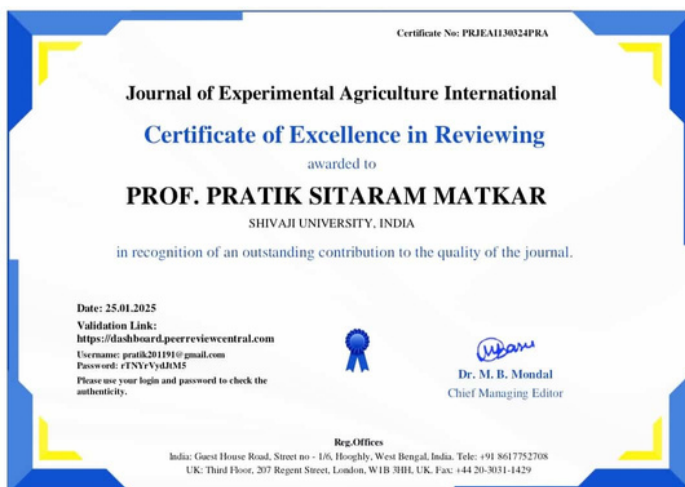 Certificate No: PRJEAI130324PRA
Journal of Experimental Agriculture International
Certificate of Excellence in Reviewing
awarded to
PROF. PRATIK SITARAM MATKAR
SHIVAJI UNIVERSITY, INDIA
in recognition of an outstanding contribution to the quality of the journal.
Date: 25.01.2025
Validation Link:
https://dashboard.peerreviewcentral.com
Username: pratik201191@gmail.com
Password: rTNYrVydJtM5
Please use your login and password to check the
authenticity.
Dr. M. B. Mondal
Chief Managing Editor
Reg.Offices
India: Guest House Road, Street no - 1/6, Hooghly, West Bengal, India. Tele: +91 8617752708
UK: Third Floor, 207 Regent Street, London, W1B 3HH, UK. Fax: +44 20-3031-1429